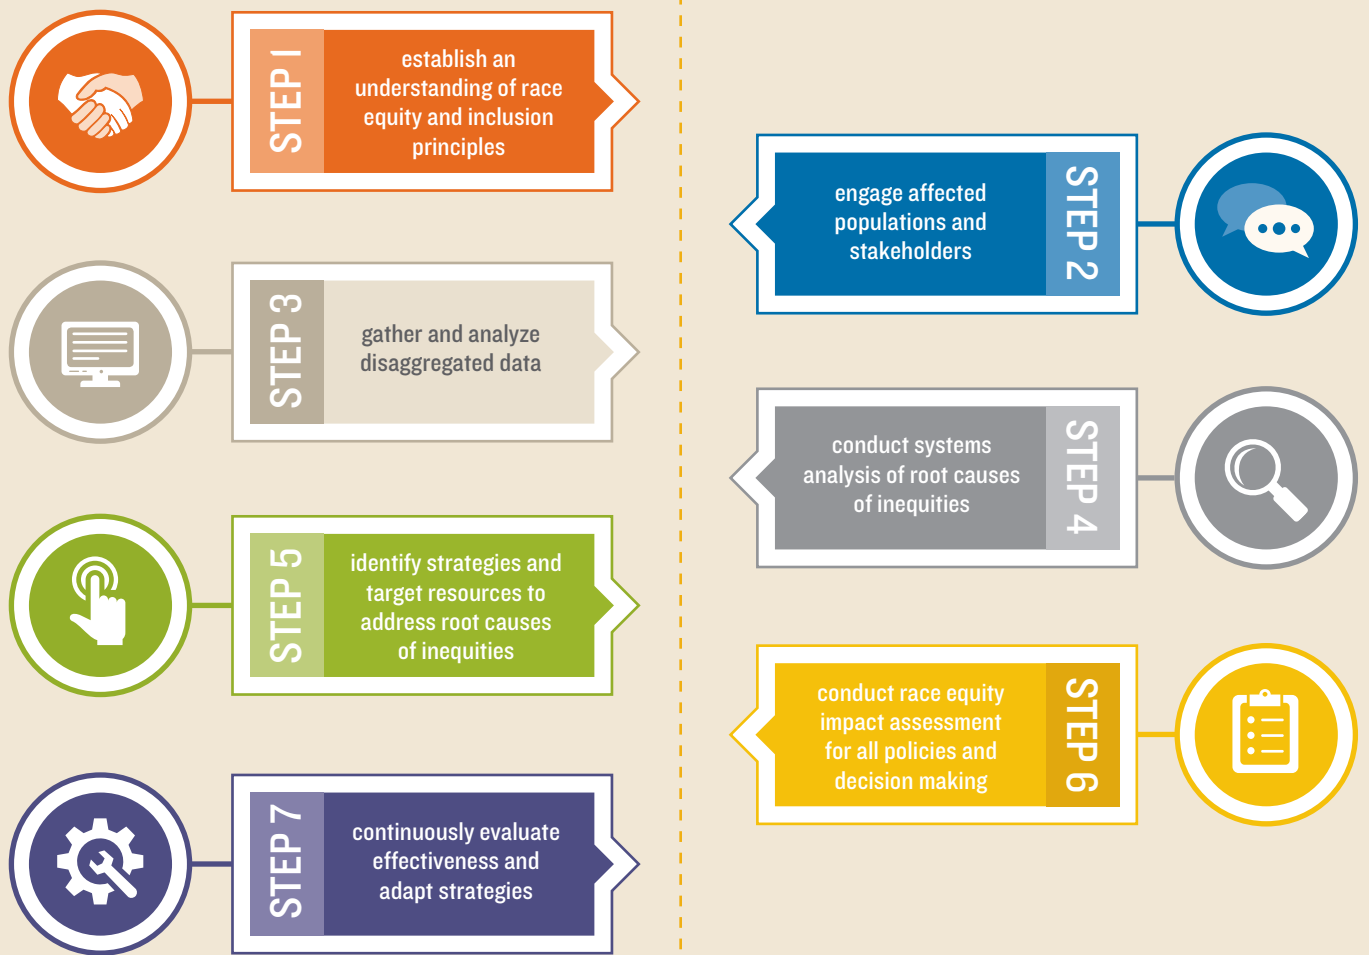 STEP 1
establish an
understanding of race
equity and inclusion
principles
STEP 2
engage affected
populations and
stakeholders
STEP 3
gather and analyze
disaggregated data
STEP 4
conduct systems
analysis of root causes
of inequities
STEP 5
identify strategies and
target resources to
address root causes
of inequities
STEP 6
conduct race equity
impact assessment
for all policies and
decision making
STEP 7
continuously evaluate
effectiveness and
adapt strategies